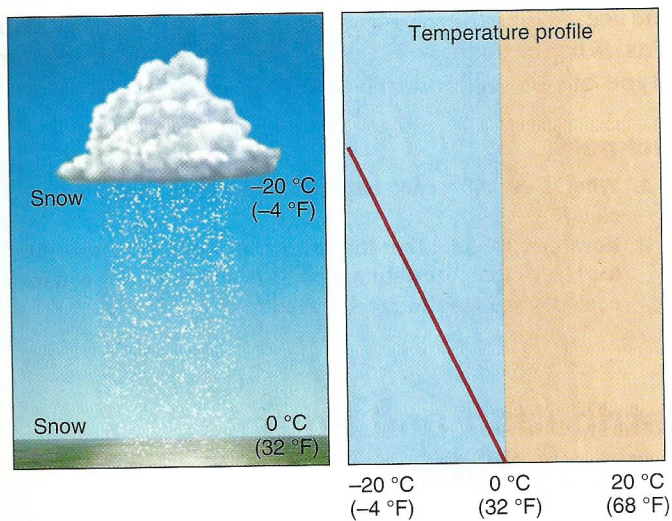 Temperature profile
Snow
–20 °C
(–4 °F)
Snow
0 °C
(32 °F)
–20 °C
(–4 °F)
0 °C
(32 °F)
20 °C
(68 °F)